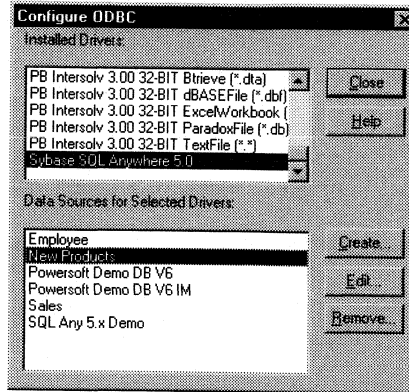 Configure ODBC
Installed Drivers:
PB Intersolv 3.00 32-BIT Btrieve (*.dta)
PB Intersolv 3.00 32-BIT dBASEFile (*.dbf)
PB Intersolv 3.00 32-BIT ExcelWorkbook (
PB Intersolv 3.00 32-BIT ParadoxFile (*.db)
PB Intersolv 3.00 32-BIT TextFile (*.*)
Sybase SQL Anywhere 5.0
Close
Help
Data Sources for Selected Drivers:
Employee
New Products
Powersoft Demo DB V6
Powersoft Demo DB V6 IM
Sales
SQL Any 5.x Demo
Create...
Edit...
Remove...